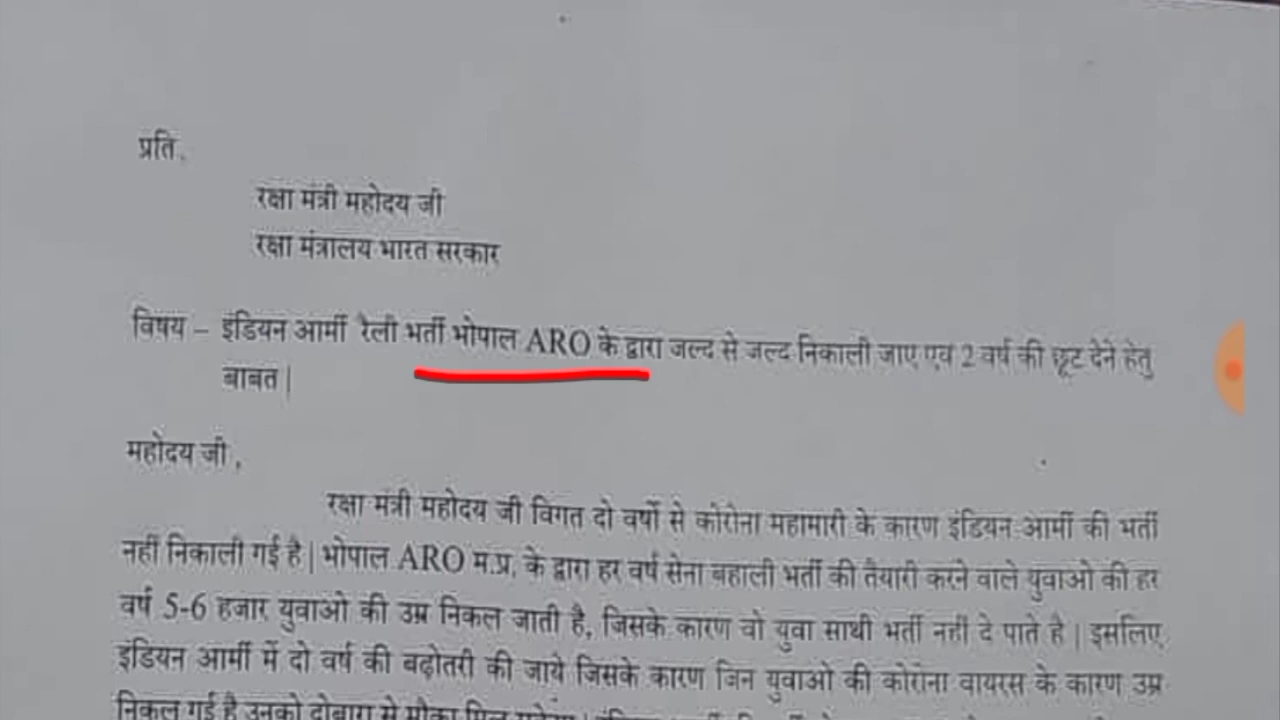 प्रति,
रक्षा मंत्री महोदय जी
रक्षा मंत्रालय भारत सरकार
विषय – इंडियन आर्मी रैली भर्ती भोपाल ARO के द्वारा जल्द से जल्द निकाली जाए एवं 2 वर्ष की छूट देने हेतु
बाबत |
महोदय जी ,
रक्षा मंत्री महोदय जी विगत दो वर्षो से कोरोना महामारी के कारण इंडियन आर्मी की भर्ती
नहीं निकाली गई है | भोपाल ARO म.प्र. के द्वारा हर वर्ष सेना बहाली भर्ती की तैयारी करने वाले युवाओ की हर
वर्ष 5-6 हजार युवाओ की उम्र निकल जाती है, जिसके कारण वो युवा साथी भर्ती नहीं दे पाते है | इसलिए
इंडियन आर्मी में दो वर्ष की बढ़ोतरी की जाये जिसके कारण जिन युवाओ की कोरोना वायरस के कारण उम्र
निकल गई है उनको दोबारा से मौका मिल